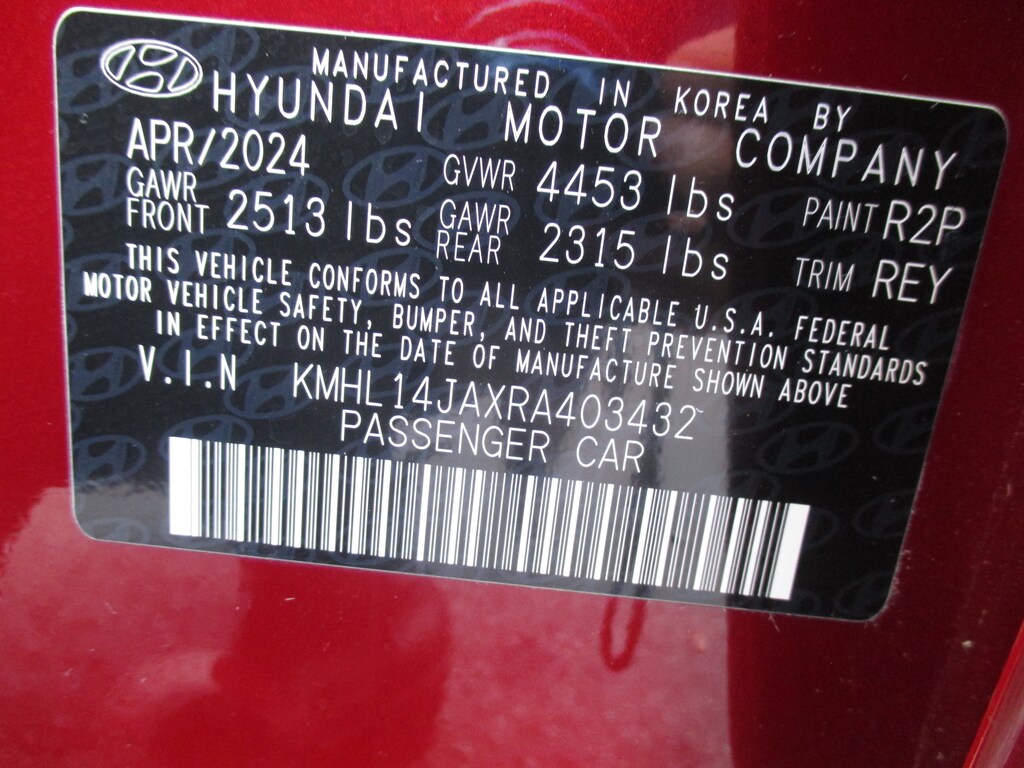 MANUFACTURED IN KOREA BY
HYUNDAI MOTOR COMPANY
APR/2024 GVWR 4453 lbs PAINT R2P
GAWR FRONT 2513 lbs GAWR REAR 2315 lbs TRIM REY
THIS VEHICLE CONFORMS TO ALL APPLICABLE U.S.A. FEDERAL
MOTOR VEHICLE SAFETY, BUMPER, AND THEFT PREVENTION STANDARDS
IN EFFECT ON THE DATE OF MANUFACTURE SHOWN ABOVE
V.I.N KMHL14JAXRA403432
PASSENGER CAR